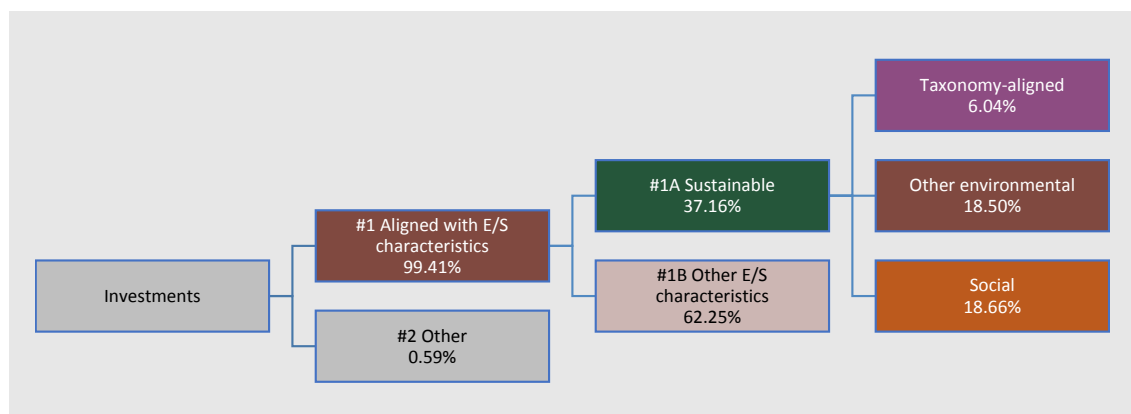 Investments
#1 Aligned with E/S
characteristics
99.41%
#2 Other
0.59%
#1A Sustainable
37.16%
#1B Other E/S
characteristics
62.25%
Taxonomy-aligned
6.04%
Other environmental
18.50%
Social
18.66%